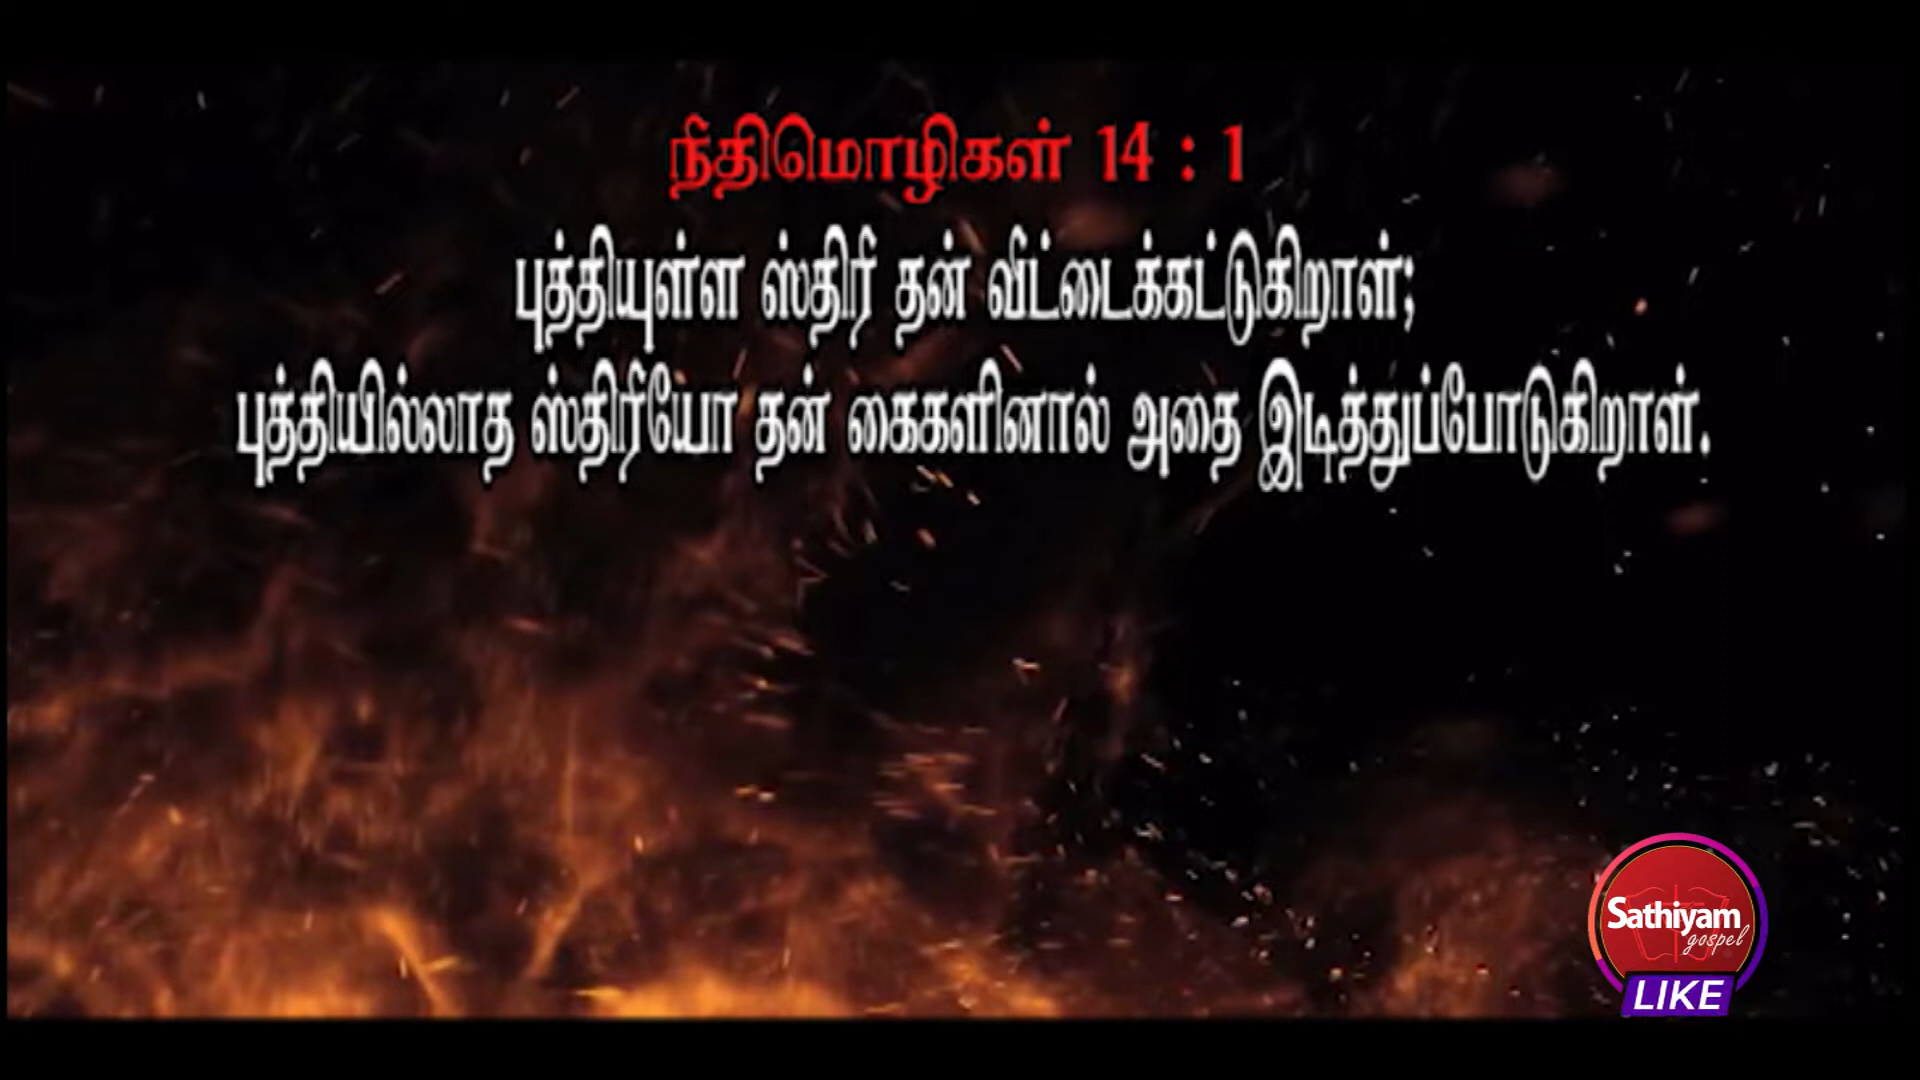 நீதிமொழிகள் 14 : 1
புத்தியுள்ள ஸ்திரீ தன் வீட்டைக்கட்டுகிறாள்;
புத்தியில்லாத ஸ்திரீயோ தன் கைகளினால் அதை இடித்துப்போடுகிறாள்.
Sathiyam
gospel
LIKE